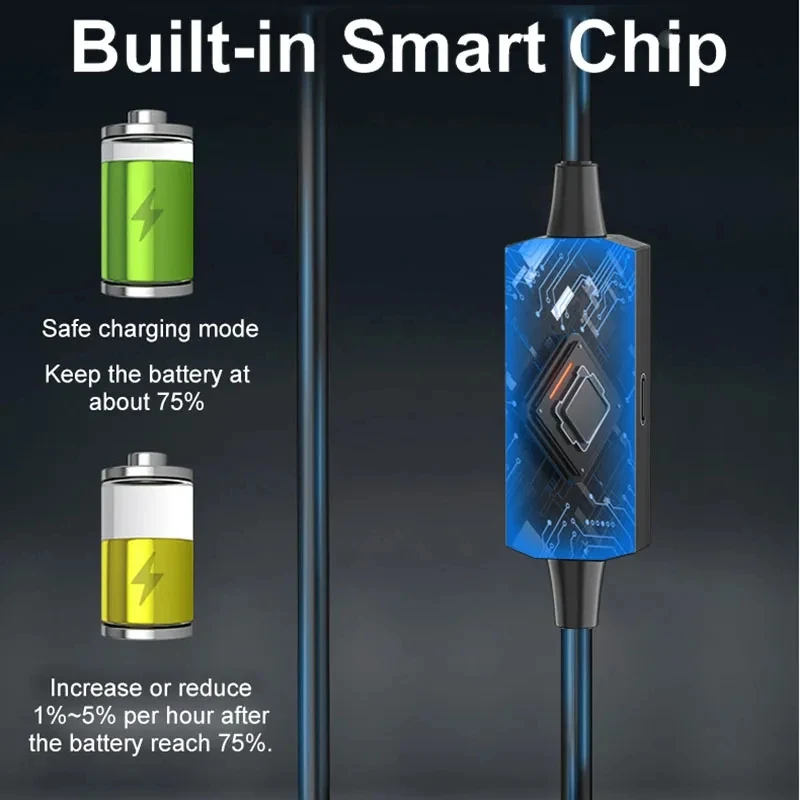 Built-in Smart Chip
Safe charging mode
Keep the battery at
about 75%
Increase or reduce
1%~5% per hour after
the battery reach 75%.